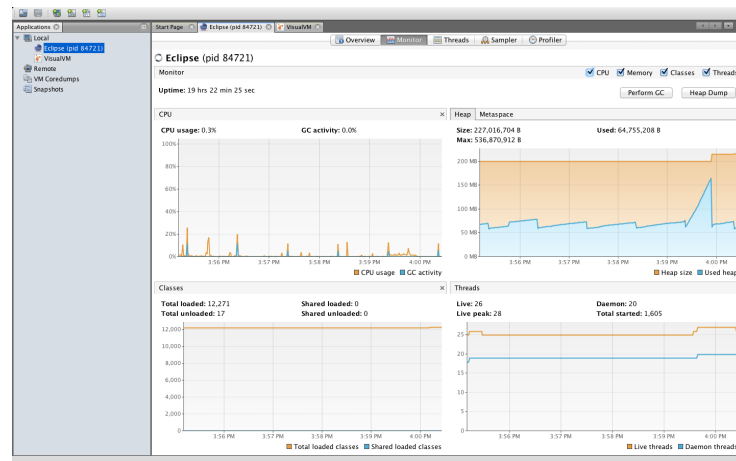 Applications
Start Page
Eclipse (pid 84721)
VisualVM
Local
Eclipse (pid 84721)
VisualVM
Remote
VM Coredumps
Snapshots
Overview
Monitor
Threads
Sampler
Profiler
Eclipse (pid 84721)
Monitor
CPU
Memory
Classes
Threads
Uptime: 19 hrs 22 min 25 sec
Perform GC
Heap Dump
CPU
CPU usage: 0.3% GC activity: 0.0%
100%
80%
60%
40%
20%
0%
3:56 PM 3:57 PM 3:58 PM 3:59 PM 4:00 PM
CPU usage GC activity
Heap Metaspace
Size: 227,016,704 B Used: 64,755,208 B
Max: 536,870,912 B
200 MB
150 MB
100 MB
50 MB
0 MB
3:56 PM 3:57 PM 3:58 PM 3:59 PM 4:00 PM
Heap size Used heap
Classes
Total loaded: 12,271 Shared loaded: 0
Total unloaded: 17 Shared unloaded: 0
12,000
10,000
8,000
6,000
4,000
2,000
0
3:56 PM 3:57 PM 3:58 PM 3:59 PM 4:00 PM
Total loaded classes Shared loaded classes
Threads
Live: 26 Daemon: 20
Live peak: 28 Total started: 1,605
25
20
15
10
5
0
3:56 PM 3:57 PM 3:58 PM 3:59 PM 4:00 PM
Live threads Daemon threads